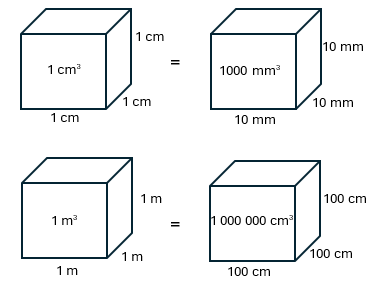 1 cm
1 cm³
=
1000 mm³
10 mm
1 cm
10 mm
1 cm
10 mm
1 m
1 m³
=
1 000 000 cm³
100 cm
1 m
100 cm
1 m
100 cm